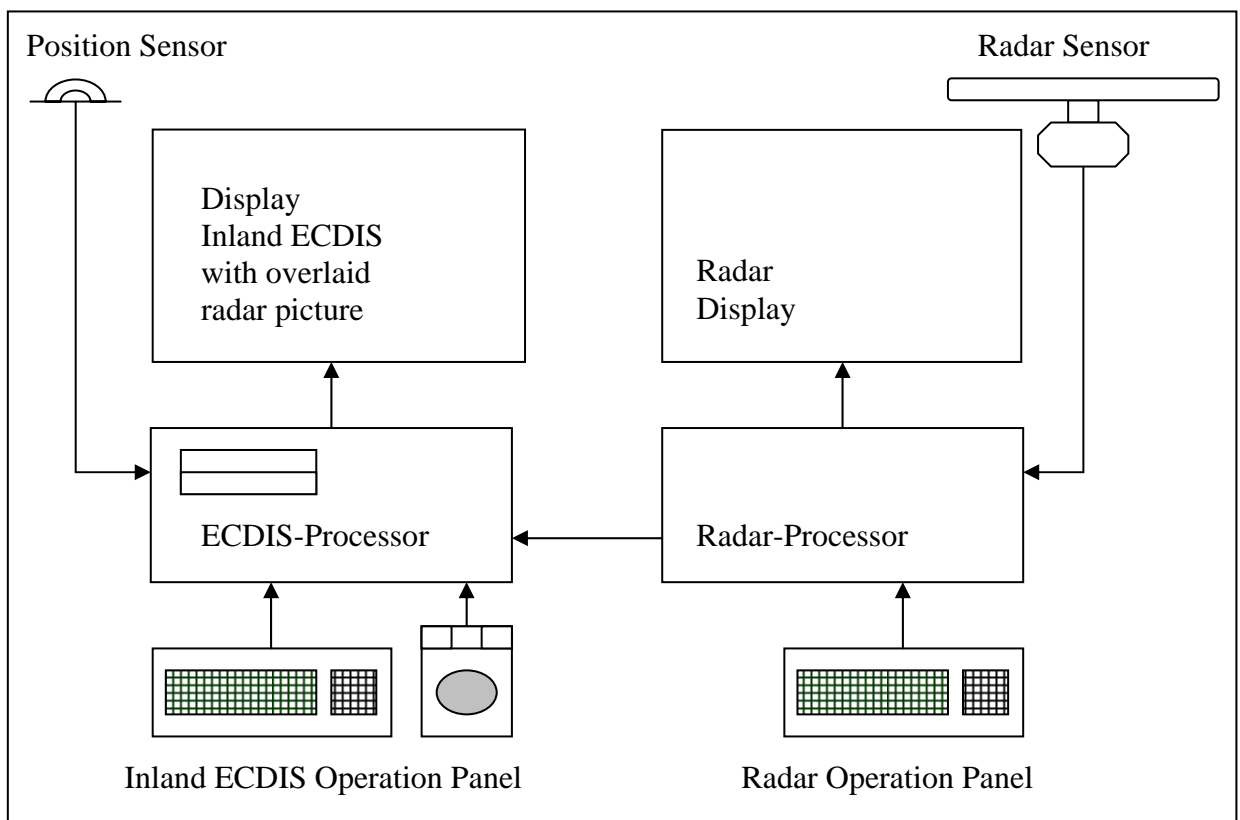 Position Sensor
Radar Sensor
Display
Inland ECDIS
with overlaid
radar picture
Radar
Display
ECDIS-Processor
Radar-Processor
Inland ECDIS Operation Panel
Radar Operation Panel